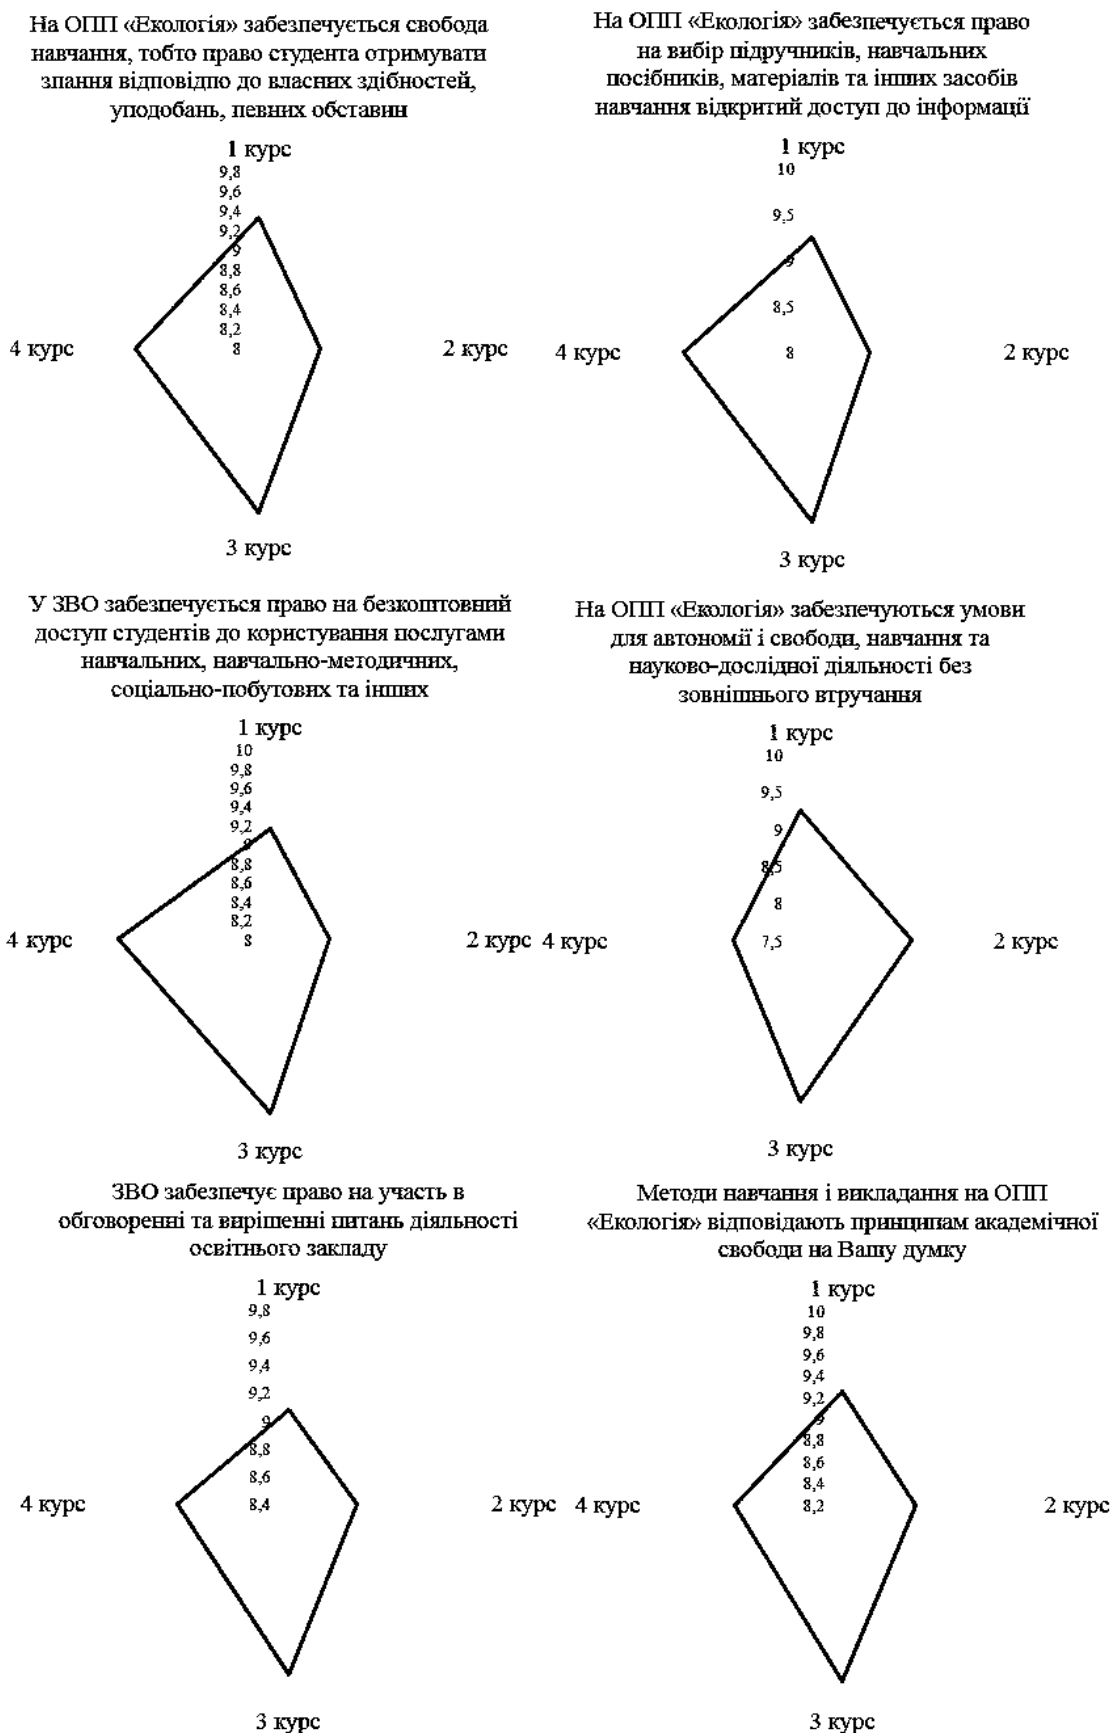 На ОПП «Екологія» забезпечується свобода
навчання, тобто право студента отримувати
знання відповідно до власних здібностей,
уподобань, певних обставин
1 курс
9,8
9,6
9,4
9,2
9
8,8
8,6
8,4
8,2
8
4 курс
2 курс
3 курс
На ОПП «Екологія» забезпечується право
на вибір підручників, навчальних
посібників, матеріалів та інших засобів
навчання відкритий доступ до інформації
1 курс
10
9,5
9
8,5
8
4 курс
2 курс
3 курс
У ЗВО забезпечується право на безкоштовний
доступ студентів до користування послугами
навчальних, навчально-методичних,
соціально-побутових та інших
1 курс
10
9,8
9,6
9,4
9,2
9
8,8
8,6
8,4
8,2
8
4 курс
2 курс
3 курс
На ОПП «Екологія» забезпечуються умови
для автономії і свободи, навчання та
науково-дослідної діяльності без
зовнішнього втручання
1 курс
10
9,5
9
8,5
8
7,5
4 курс
2 курс
3 курс
ЗВО забезпечує право на участь в
обговоренні та вирішенні питань діяльності
освітнього закладу
1 курс
9,8
9,6
9,4
9,2
9
8,8
8,6
8,4
4 курс
2 курс
3 курс
Методи навчання і викладання на ОПП
«Екологія» відповідають принципам академічної
свободи на Вашу думку
1 курс
10
9,8
9,6
9,4
9,2
9
8,8
8,6
8,4
8,2
4 курс
2 курс
3 курс